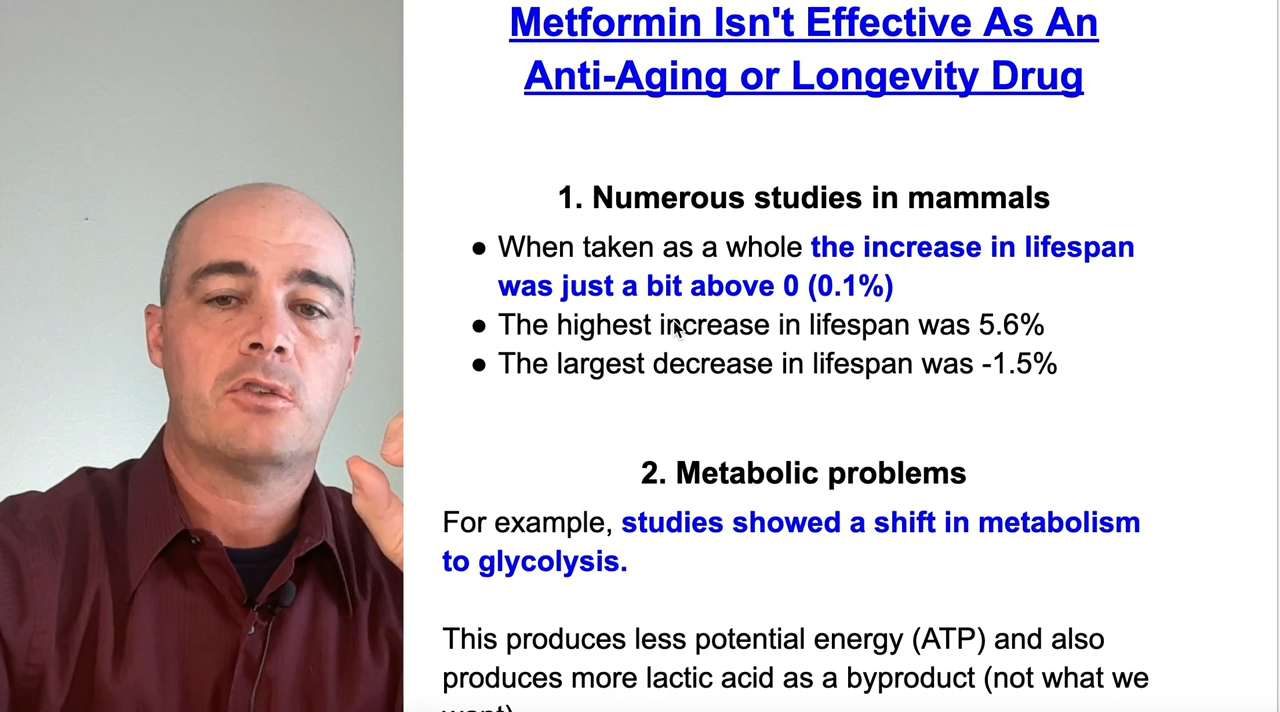 Metformin Isn't Effective As An
Anti-Aging or Longevity Drug
1. Numerous studies in mammals
● When taken as a whole the increase in lifespan
was just a bit above 0 (0.1%)
● The highest increase in lifespan was 5.6%
● The largest decrease in lifespan was -1.5%
2. Metabolic problems
For example, studies showed a shift in metabolism
to glycolysis.
This produces less potential energy (ATP) and also
produces more lactic acid as a byproduct (not what we